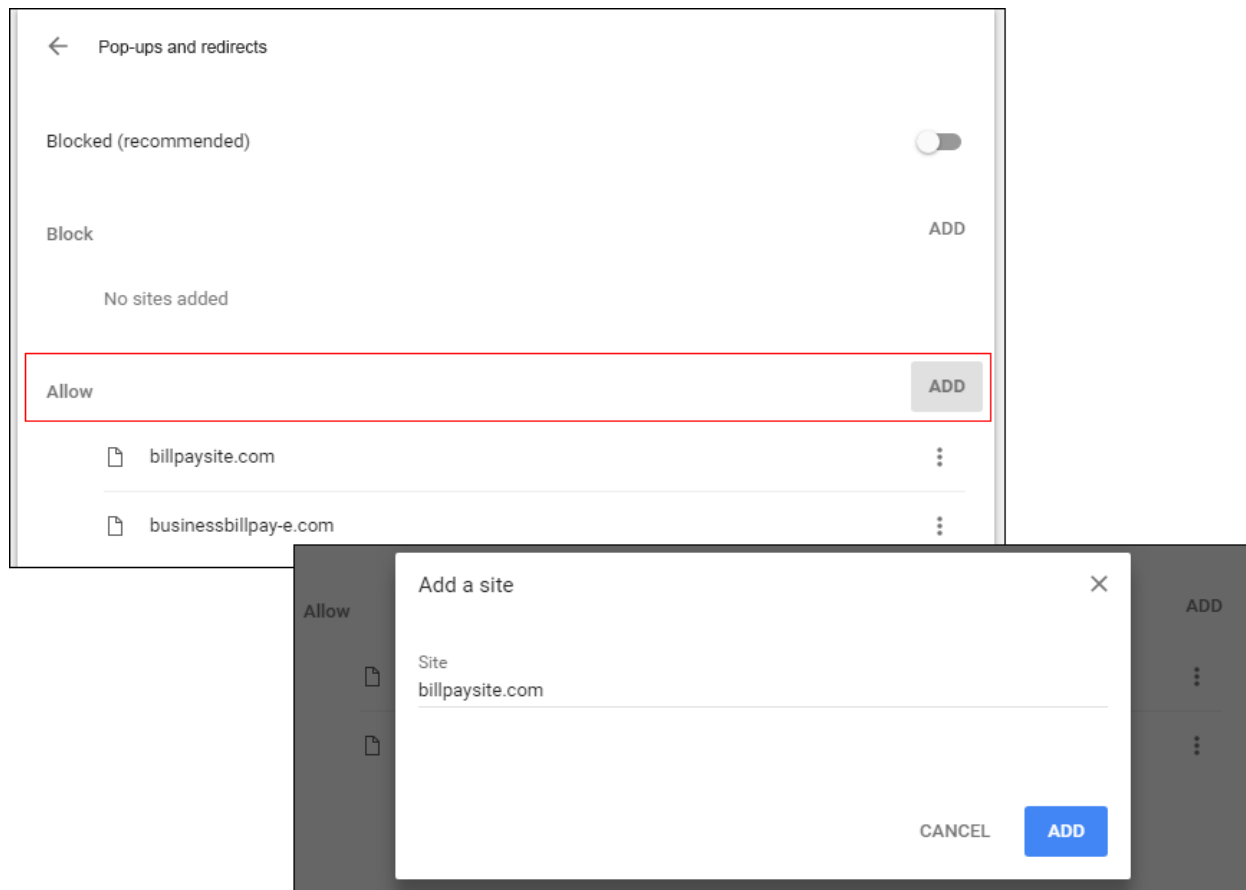 Pop-ups and redirects
Blocked (recommended)
Block ADD
No sites added
Allow ADD
billpaysite.com
businessbillpay-e.com
Add a site
Allow ADD
Site
billpaysite.com
CANCEL ADD